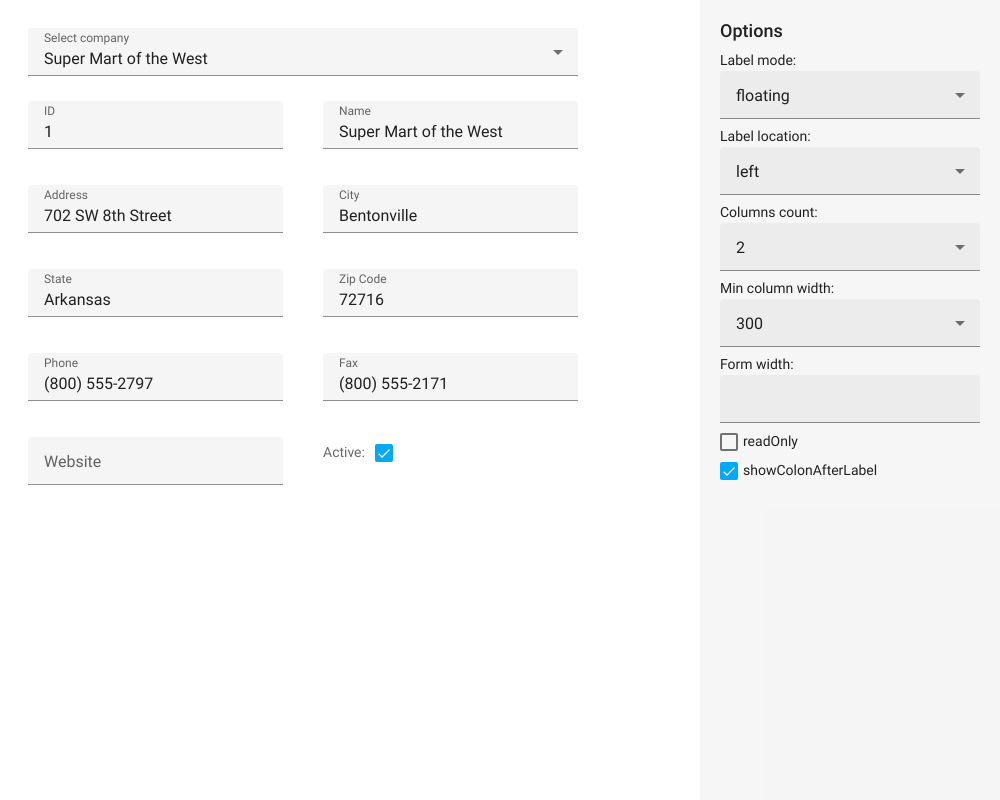 Select company
Super Mart of the West
ID
1
Name
Super Mart of the West
Address
702 SW 8th Street
City
Bentonville
State
Arkansas
Zip Code
72716
Phone
(800) 555-2797
Fax
(800) 555-2171
Website
Active:
Options
Label mode:
floating
Label location:
left
Columns count:
2
Min column width:
300
Form width:
readOnly
showColonAfterLabel